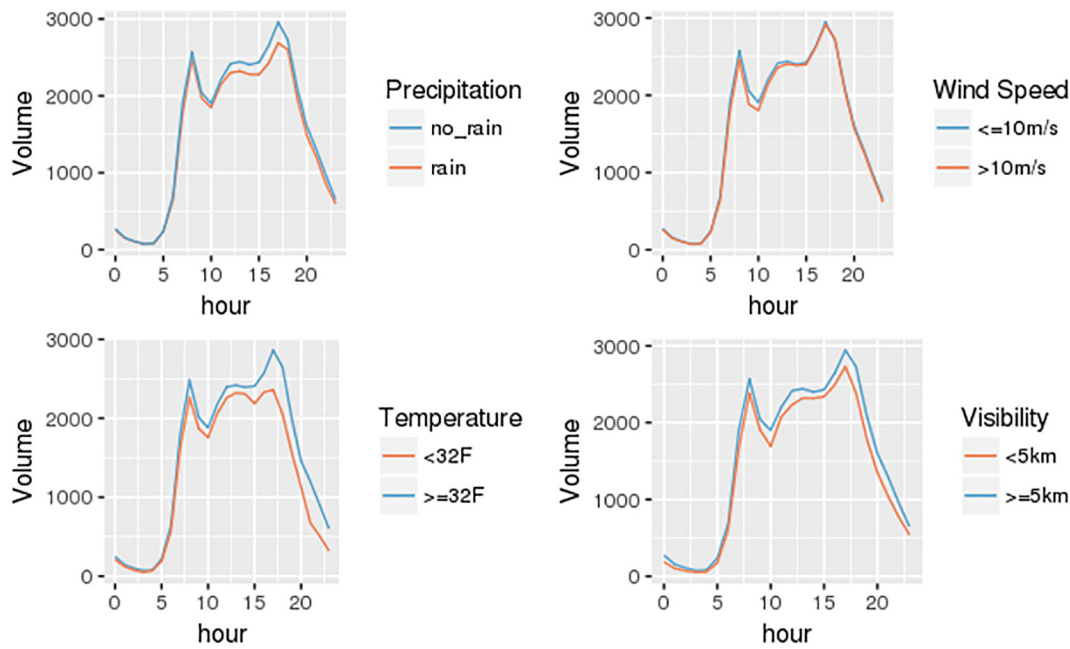 3000
2000
1000
0
Volume
0 5 10 15 20
hour
Precipitation
no_rain
rain
3000
2000
1000
0
Volume
0 5 10 15 20
hour
Wind Speed
<=10m/s
>10m/s
3000
2000
1000
0
Volume
0 5 10 15 20
hour
Temperature
<32F
>=32F
3000
2000
1000
0
Volume
0 5 10 15 20
hour
Visibility
<5km
>=5km